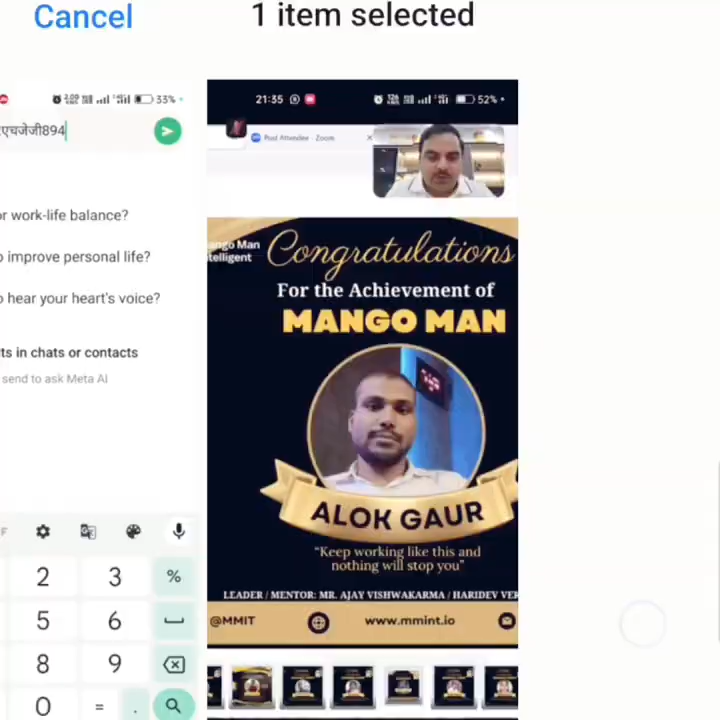 Cancel
1 item selected
33%
एचजेजी894
or work-life balance?
o improve personal life?
o hear your heart's voice?
ts in chats or contacts
send to ask Meta AI
2 3 %
5 6
8 9
0 = .
21:35
52%
Post Attendee - Zoom
ango Man
telligent
Congratulations
For the Achievement of
MANGO MAN
ALOK GAUR
“Keep working like this and
nothing will stop you”
LEADER / MENTOR: MR. AJAY VISHWAKARMA / HARIDEV VER
@MMIT
www.mmint.io